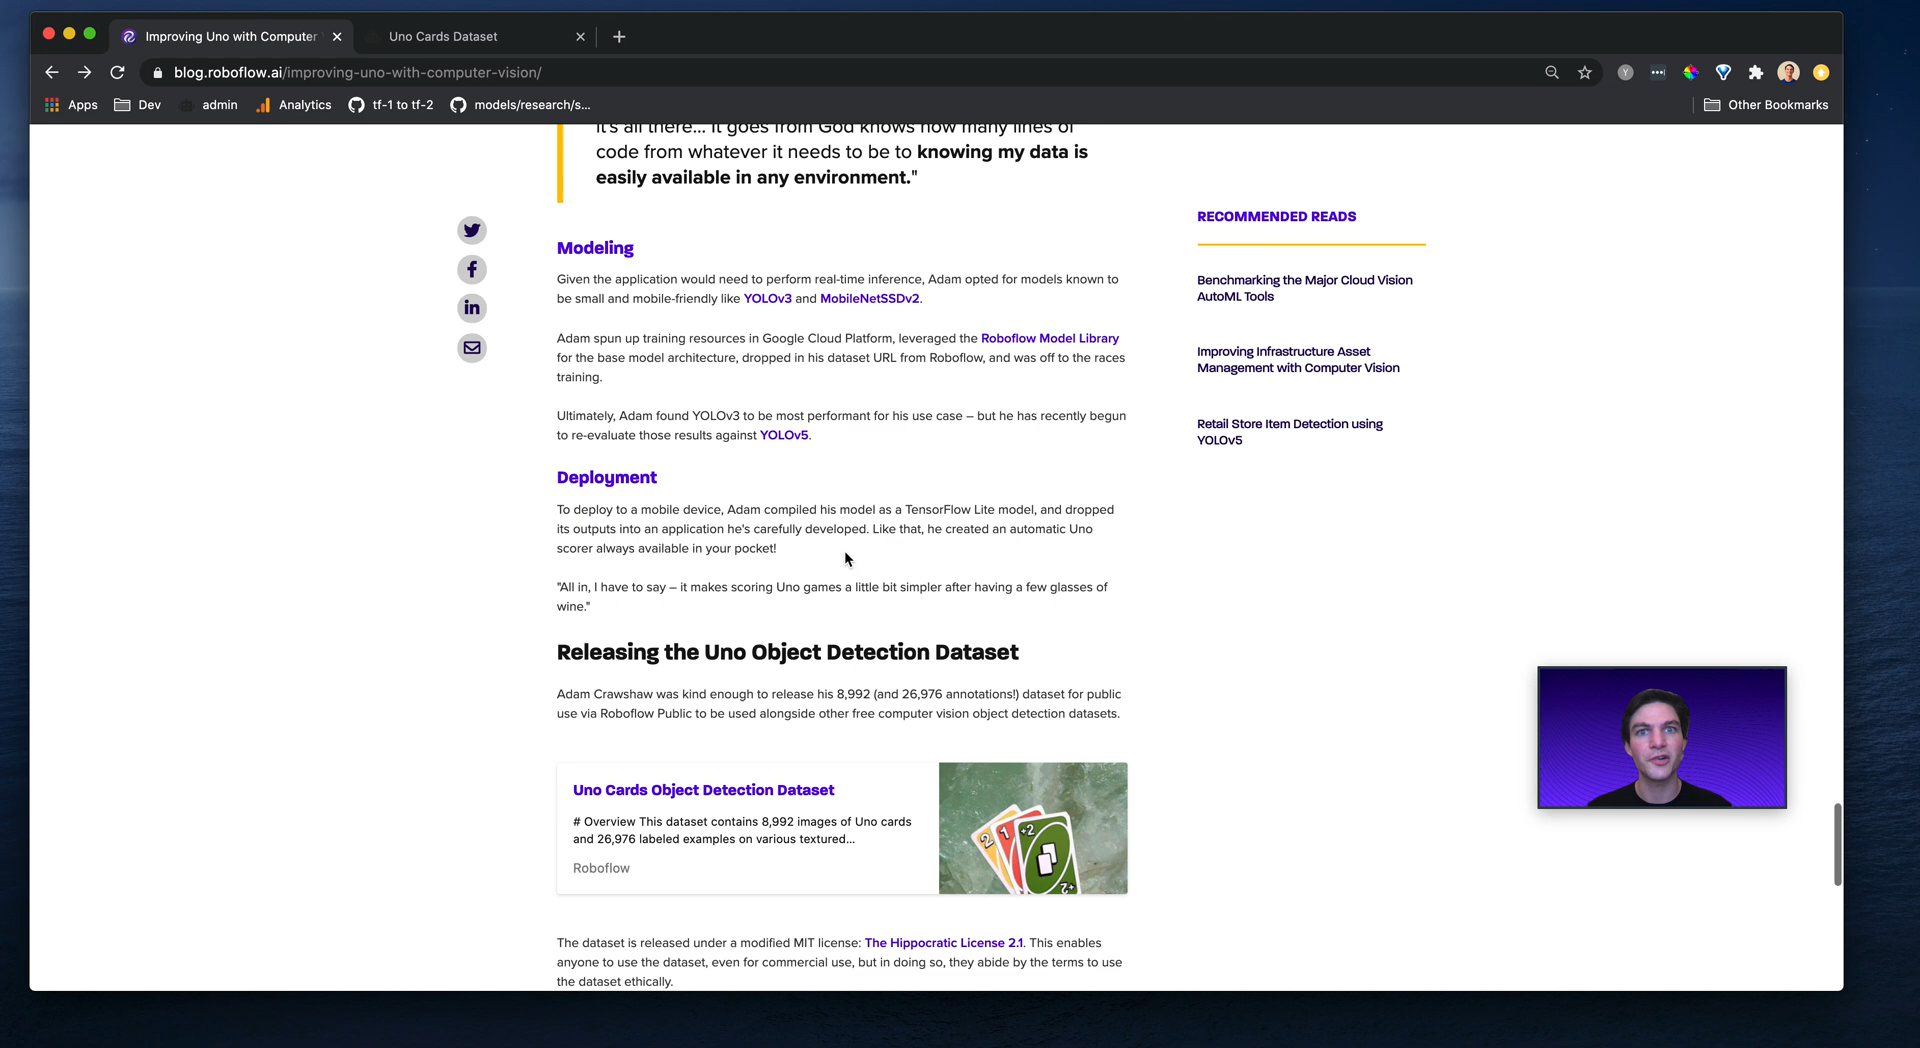 Improving Uno with Computer
Uno Cards Dataset
blog.roboflow.ai/improving-uno-with-computer-vision/
Y
Apps
Dev
admin
Analytics
tf-1 to tf-2
models/research/s...
Other Bookmarks
it's all there... It goes from God knows how many lines of
code from whatever it needs to be to knowing my data is
easily available in any environment."
Modeling
Given the application would need to perform real-time inference, Adam opted for models known to
be small and mobile-friendly like YOLOv3 and MobileNetSSDv2.
Adam spun up training resources in Google Cloud Platform, leveraged the Roboflow Model Library
for the base model architecture, dropped in his dataset URL from Roboflow, and was off to the races
training.
Ultimately, Adam found YOLOv3 to be most performant for his use case – but he has recently begun
to re-evaluate those results against YOLOv5.
Deployment
To deploy to a mobile device, Adam compiled his model as a TensorFlow Lite model, and dropped
its outputs into an application he's carefully developed. Like that, he created an automatic Uno
scorer always available in your pocket!
"All in, I have to say – it makes scoring Uno games a little bit simpler after having a few glasses of
wine."
Releasing the Uno Object Detection Dataset
Adam Crawshaw was kind enough to release his 8,992 (and 26,976 annotations!) dataset for public
use via Roboflow Public to be used alongside other free computer vision object detection datasets.
Uno Cards Object Detection Dataset
# Overview This dataset contains 8,992 images of Uno cards
and 26,976 labeled examples on various textured...
Roboflow
2
1
+2
+2
The dataset is released under a modified MIT license: The Hippocratic License 2.1. This enables
anyone to use the dataset, even for commercial use, but in doing so, they abide by the terms to use
the dataset ethically.
RECOMMENDED READS
Benchmarking the Major Cloud Vision
AutoML Tools
Improving Infrastructure Asset
Management with Computer Vision
Retail Store Item Detection using
YOLOv5